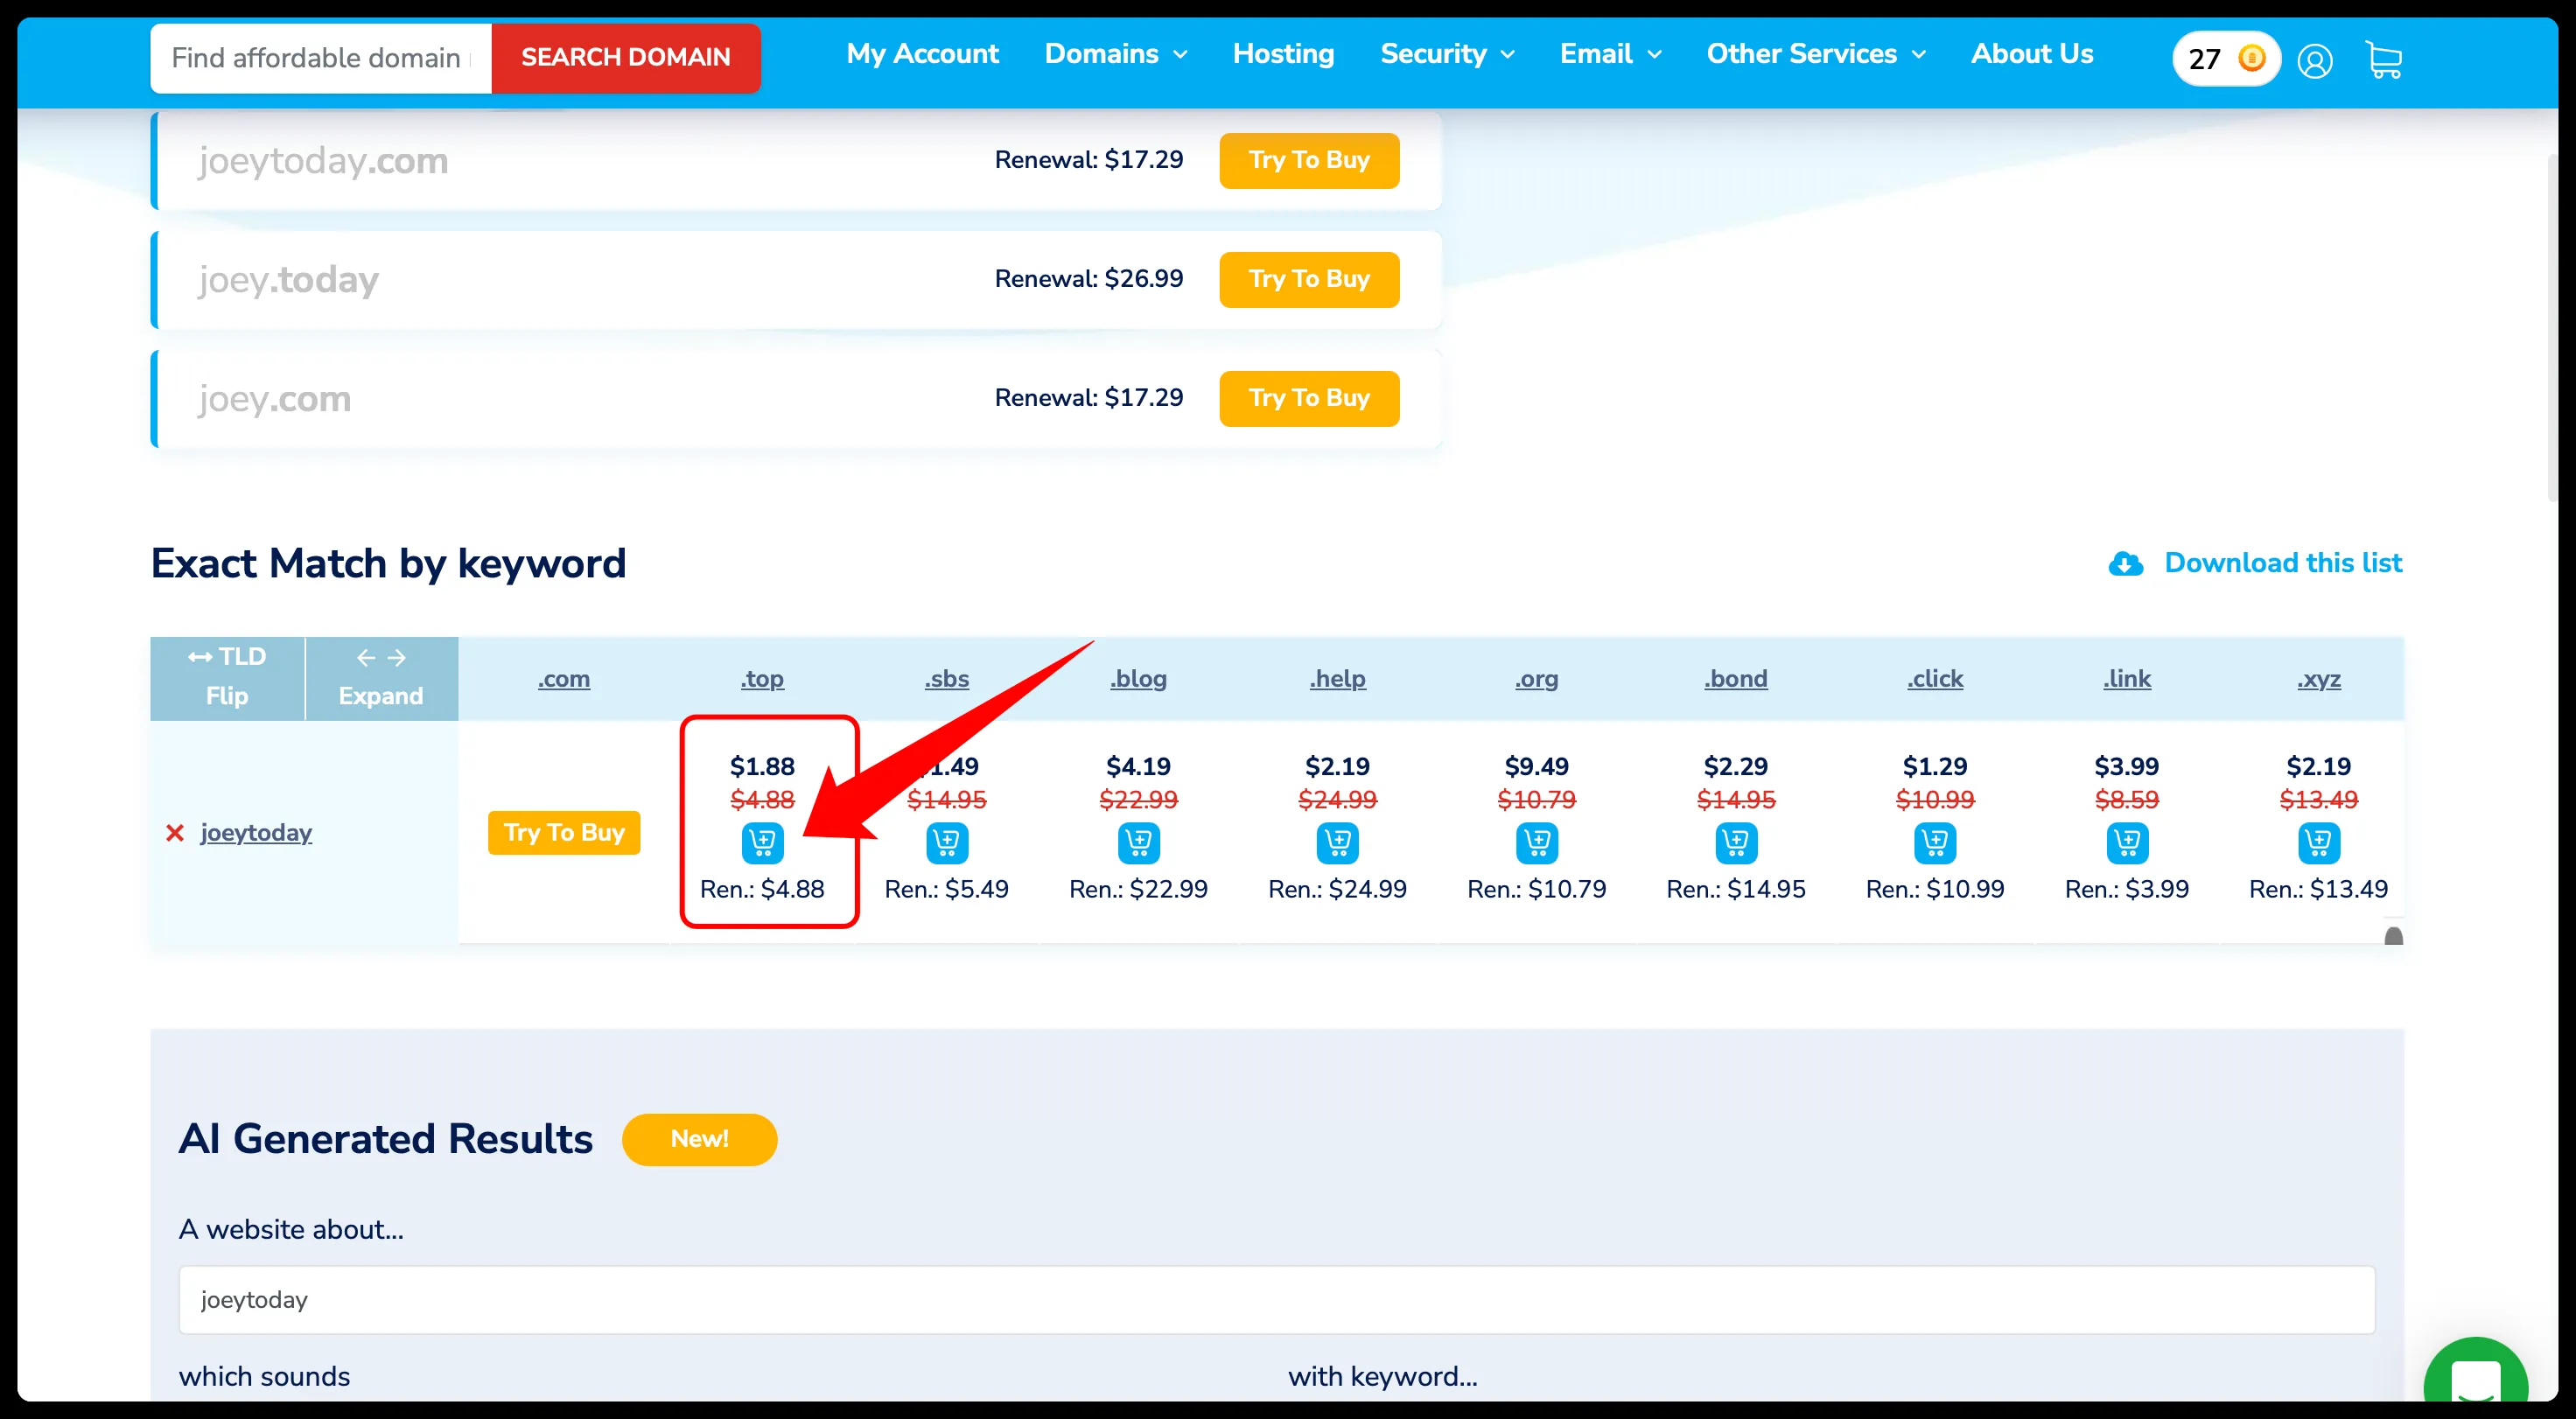 Find affordable domain
SEARCH DOMAIN
My Account
Domains
Hosting
Security
Email
Other Services
About Us
27
joeytoday.com
Renewal: $17.29
Try To Buy
joey.today
Renewal: $26.99
Try To Buy
joey.com
Renewal: $17.29
Try To Buy
Exact Match by keyword
Download this list
TLD
Flip
Expand
.com
.top
.sbs
.blog
.help
.org
.bond
.click
.link
.xyz
joeytoday
Try To Buy
$1.88
$4.88
Ren.: $4.88
1.49
$14.95
Ren.: $5.49
$4.19
$22.99
Ren.: $22.99
$2.19
$24.99
Ren.: $24.99
$9.49
$10.79
Ren.: $10.79
$2.29
$14.95
Ren.: $14.95
$1.29
$10.99
Ren.: $10.99
$3.99
$8.59
Ren.: $3.99
$2.19
$13.49
Ren.: $13.49
AI Generated Results
New!
A website about...
joeytoday
which sounds
with keyword...